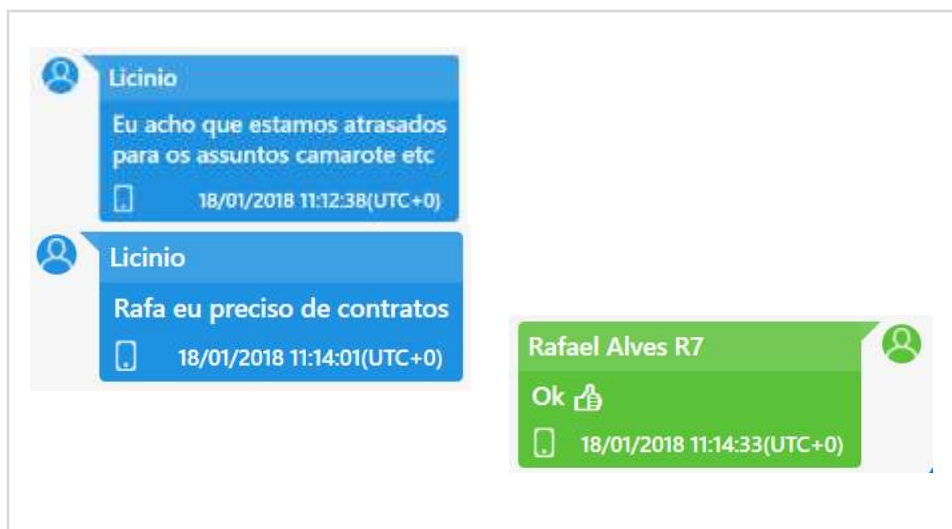 Licinio
Eu acho que estamos atrasados
para os assuntos camarote etc
18/01/2018 11:12:38(UTC+0)
Licinio
Rafa eu preciso de contratos
18/01/2018 11:14:01(UTC+0)
Rafael Alves R7
Ok 👍
18/01/2018 11:14:33(UTC+0)